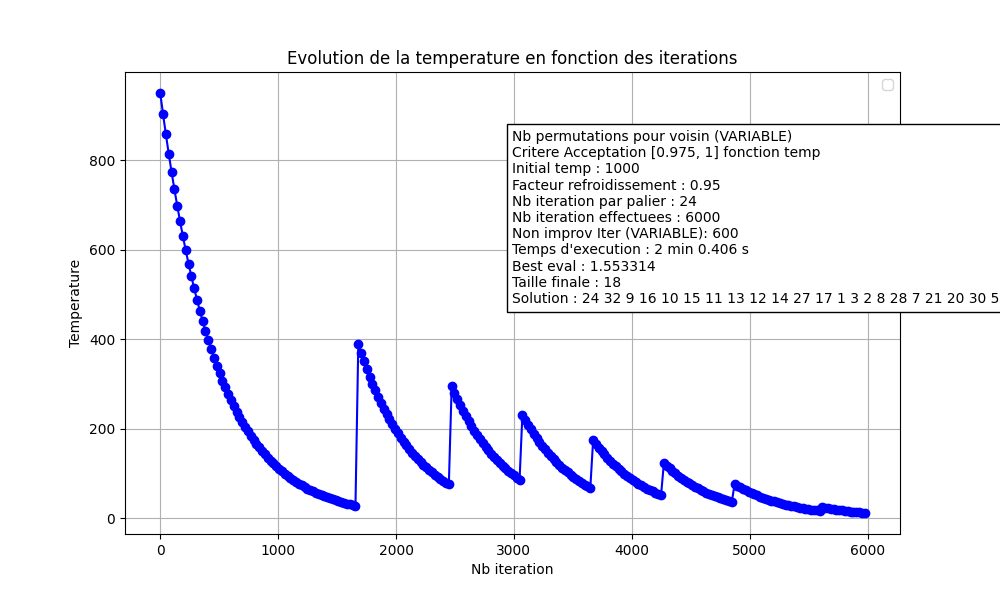 Evolution de la temperature en fonction des iterations
Nb permutations pour voisin (VARIABLE)
Critere Acceptation [0.975, 1] fonction temp
Initial temp : 1000
Facteur refroidissement : 0.95
Nb iteration par palier : 24
Nb iteration effectuees : 6000
Non improv Iter (VARIABLE): 600
Temps d'execution : 2 min 0.406 s
Best eval : 1.553314
Taille finale : 18
Solution : 24 32 9 16 10 15 11 13 12 14 27 17 1 3 2 8 28 7 21 20 30 5
Temperature
800
600
400
200
0
0 1000 2000 3000 4000 5000 6000
Nb iteration